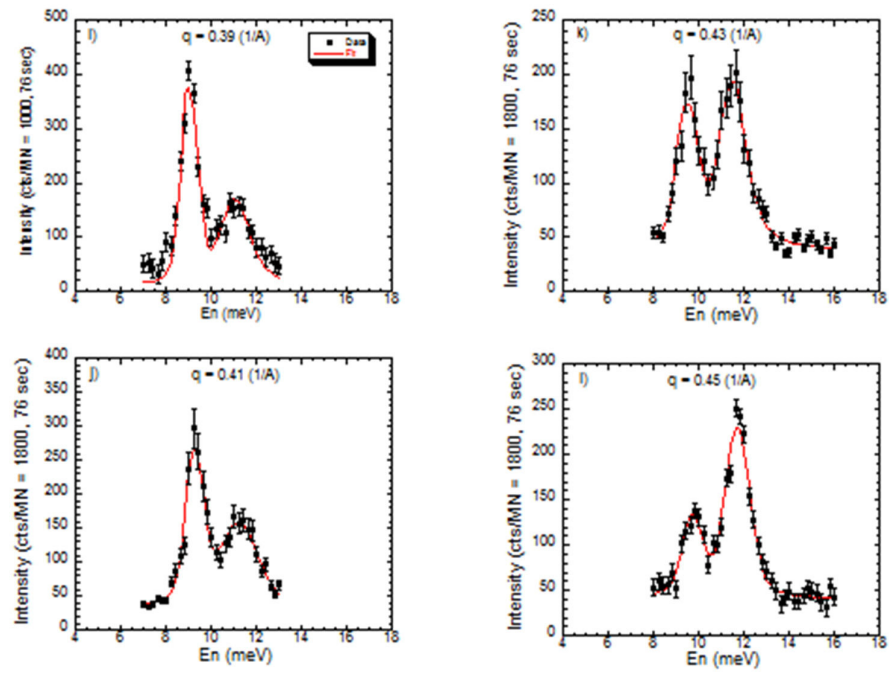 i)
q = 0.39 (1/A)
Data
Fit
500
400
300
200
100
0
4 6 8 10 12 14 16 18
En (meV)
Intensity (cts/MN = 1000, 76 sec)
k)
q = 0.43 (1/A)
250
200
150
100
50
0
4 6 8 10 12 14 16 18
En (meV)
Intensity (cts/MN = 1800, 76 sec)
j)
q = 0.41 (1/A)
400
350
300
250
200
150
100
50
0
4 6 8 10 12 14 16 18
En (meV)
Intensity (cts/MN = 1800, 76 sec)
l)
q = 0.45 (1/A)
300
250
200
150
100
50
0
4 6 8 10 12 14 16 18
En (meV)
Intensity (cts/MN = 1800, 76 sec)